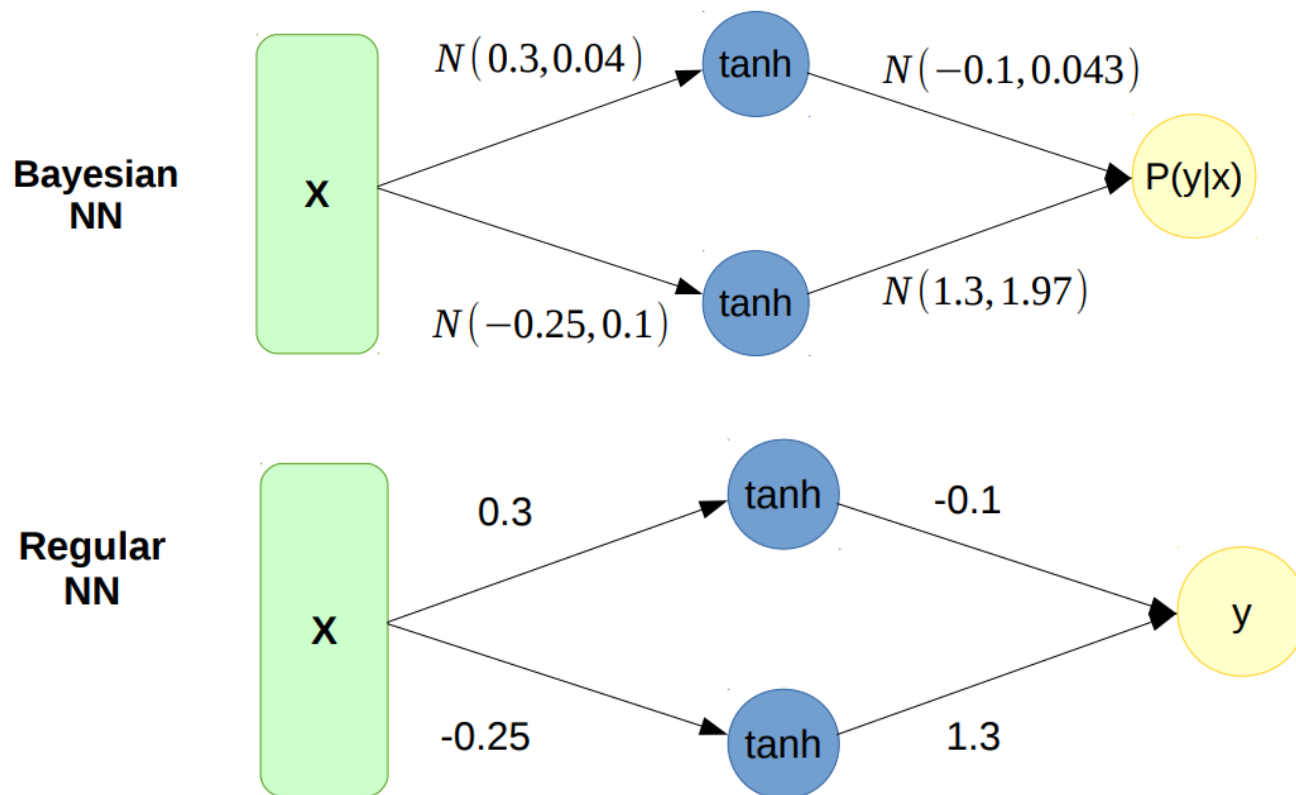 N(0.3,0.04)
tanh
N(−0.1,0.043)
Bayesian
NN
X
P(y|x)
N(−0.25,0.1)
tanh
N(1.3,1.97)
0.3
tanh
-0.1
Regular
NN
X
y
-0.25
tanh
1.3